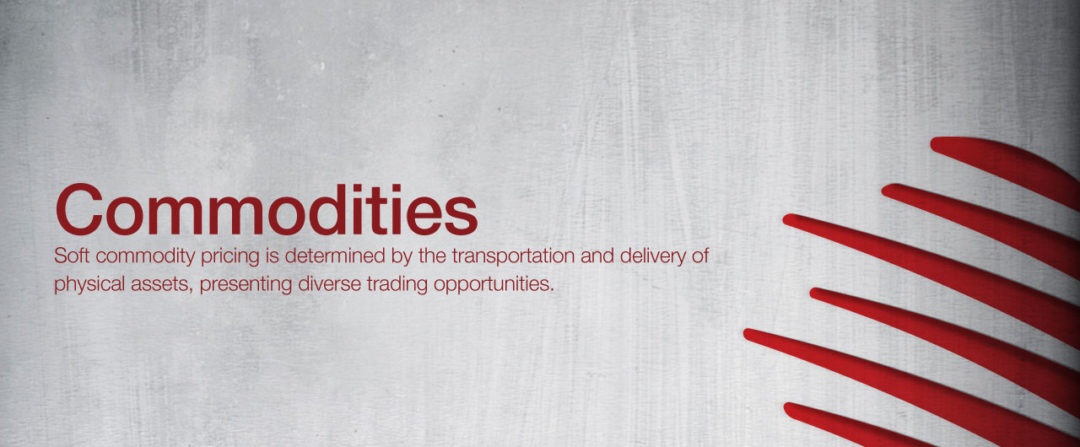 Commodities
Soft commodity pricing is determined by the transportation and delivery of
physical assets, presenting diverse trading opportunities.